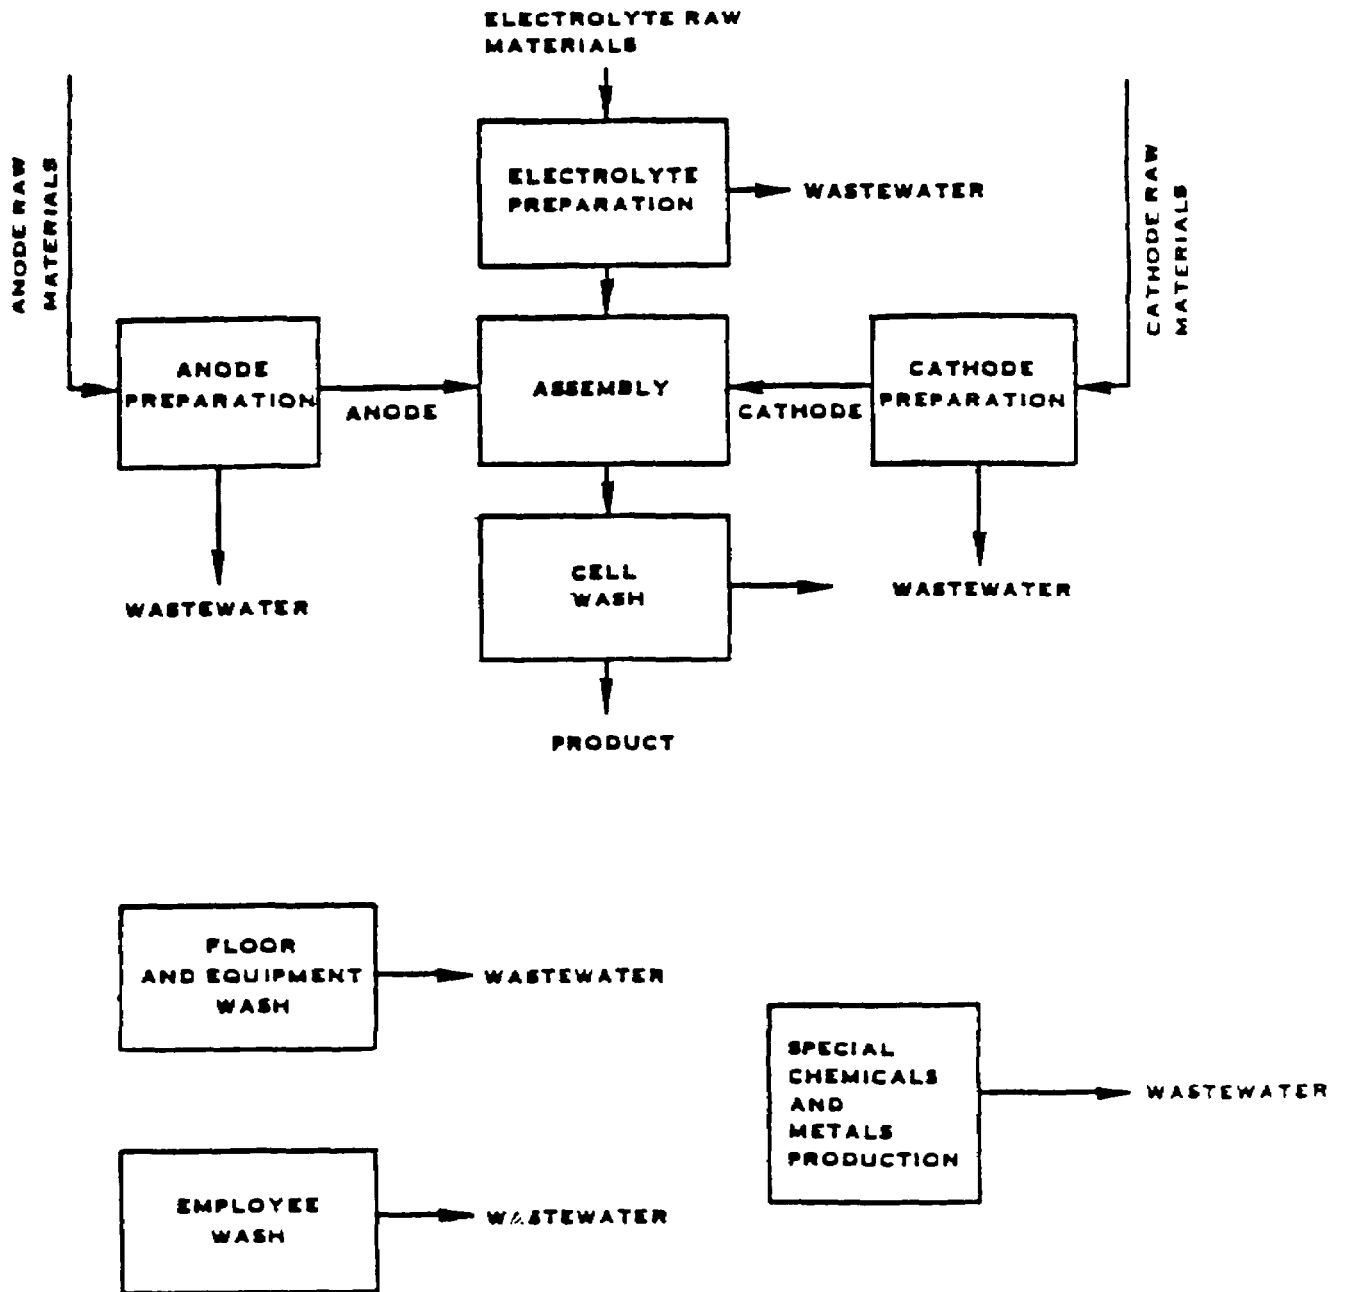 ELECTROLYTE RAW
MATERIALS
ANODE RAW
MATERIALS
CATHODE RAW
MATERIALS
ELECTROLYTE
PREPARATION
WASTEWATER
ANODE
PREPARATION
ANODE
ASSEMBLY
CATHODE
CATHODE
PREPARATION
WASTEWATER
CELL
WASH
WASTEWATER
PRODUCT
FLOOR
AND EQUIPMENT
WASH
WASTEWATER
SPECIAL
CHEMICALS
AND
METALS
PRODUCTION
WASTEWATER
EMPLOYEE
WASH
WASTEWATER